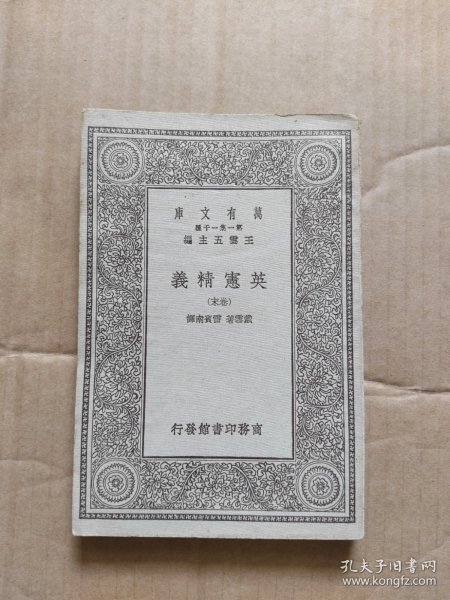 萬有文庫
第一集一千種
王雲五主編
英憲精義
(卷末)
戴雪著 雷賓南譯
商務印書館發行
孔夫子旧书网
www.kongfz.com